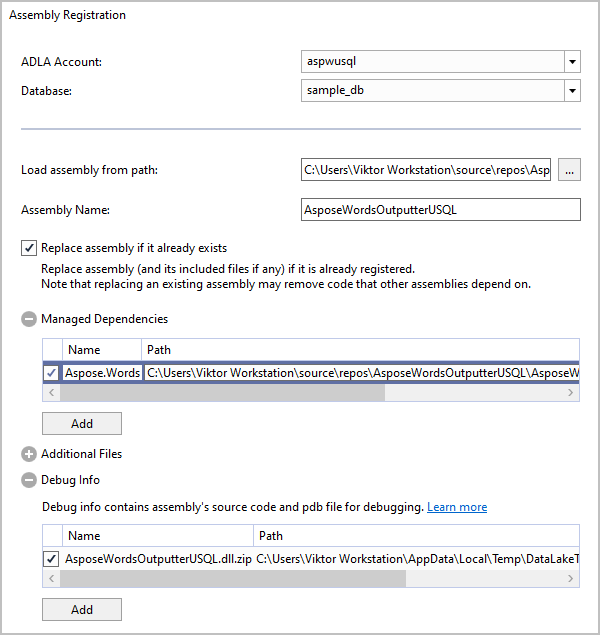 Assembly Registration
ADLA Account: aspwusql
Database: sample_db
Load assembly from path: C:\Users\Viktor Workstation\source\repos\Asp ...
Assembly Name: AsposeWordsOutputterUSQL
Replace assembly if it already exists
Replace assembly (and its included files if any) if it is already registered.
Note that replacing an existing assembly may remove code that other assemblies depend on.
Managed Dependencies
Name Path
Aspose.Words C:\Users\Viktor Workstation\source\repos\AsposeWordsOutputterUSQL\AsposeW
Add
Additional Files
Debug Info
Debug info contains assembly's source code and pdb file for debugging. Learn more
Name Path
AsposeWordsOutputterUSQL.dll.zip C:\Users\Viktor Workstation\AppData\Local\Temp\DataLakeT
Add